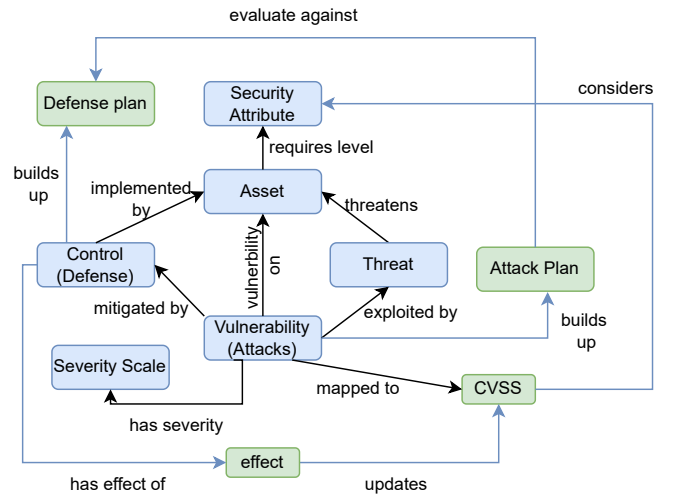 evaluate against
considers
Defense plan
Security
Attribute
requires level
builds
up
implemented
by
Asset
threatens
Control
(Defense)
vulnerbility
on
Threat
Attack Plan
mitigated by
exploited by
Vulnerability
(Attacks)
builds
up
Severity Scale
mapped to
CVSS
has severity
effect
has effect of
updates